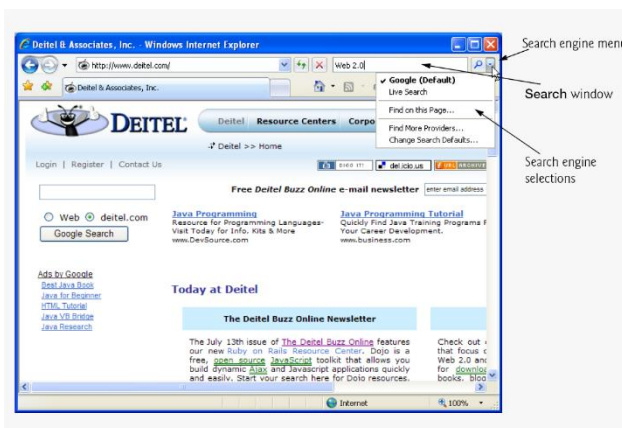 Deitel & Associates, Inc. - Windows Internet Explorer
Search engine menu
http://www.deitel.com/
Web 2.0
Search window
Deitel & Associates, Inc.
Google (Default)
Live Search
Find on this Page...
Find More Providers...
Change Search Defaults...
Search engine
selections
DEITEL
Deitel Resource Centers Corpo
Deitel >> Home
Login | Register | Contact Us
DIGG IT! del.icio.us
Free Deitel Buzz Online e-mail newsletter enter email address
Web deitel.com
Google Search
Java Programming
Resource for Programming Languages-
Visit Today for Info. Kits & More
www.DevSource.com
Java Programming Tutorial
Quickly Find Java Training Programs F
Your Career Development.
www.business.com
Ads by Google
Best Java Book
Java for Beginner
HTML Tutorial
Java VB Bridge
Java Research
Today at Deitel
The Deitel Buzz Online Newsletter
The July 13th issue of The Deitel Buzz Online features
our new Ruby on Rails Resource Center. Dojo is a
free, open source JavaScript toolkit that allows you
build dynamic Ajax and Javascript applications quickly
and easily. Start your search here for Dojo resources.
Check out
that focus
Web 2.0 and
for downloa
books, blog
Internet
100%